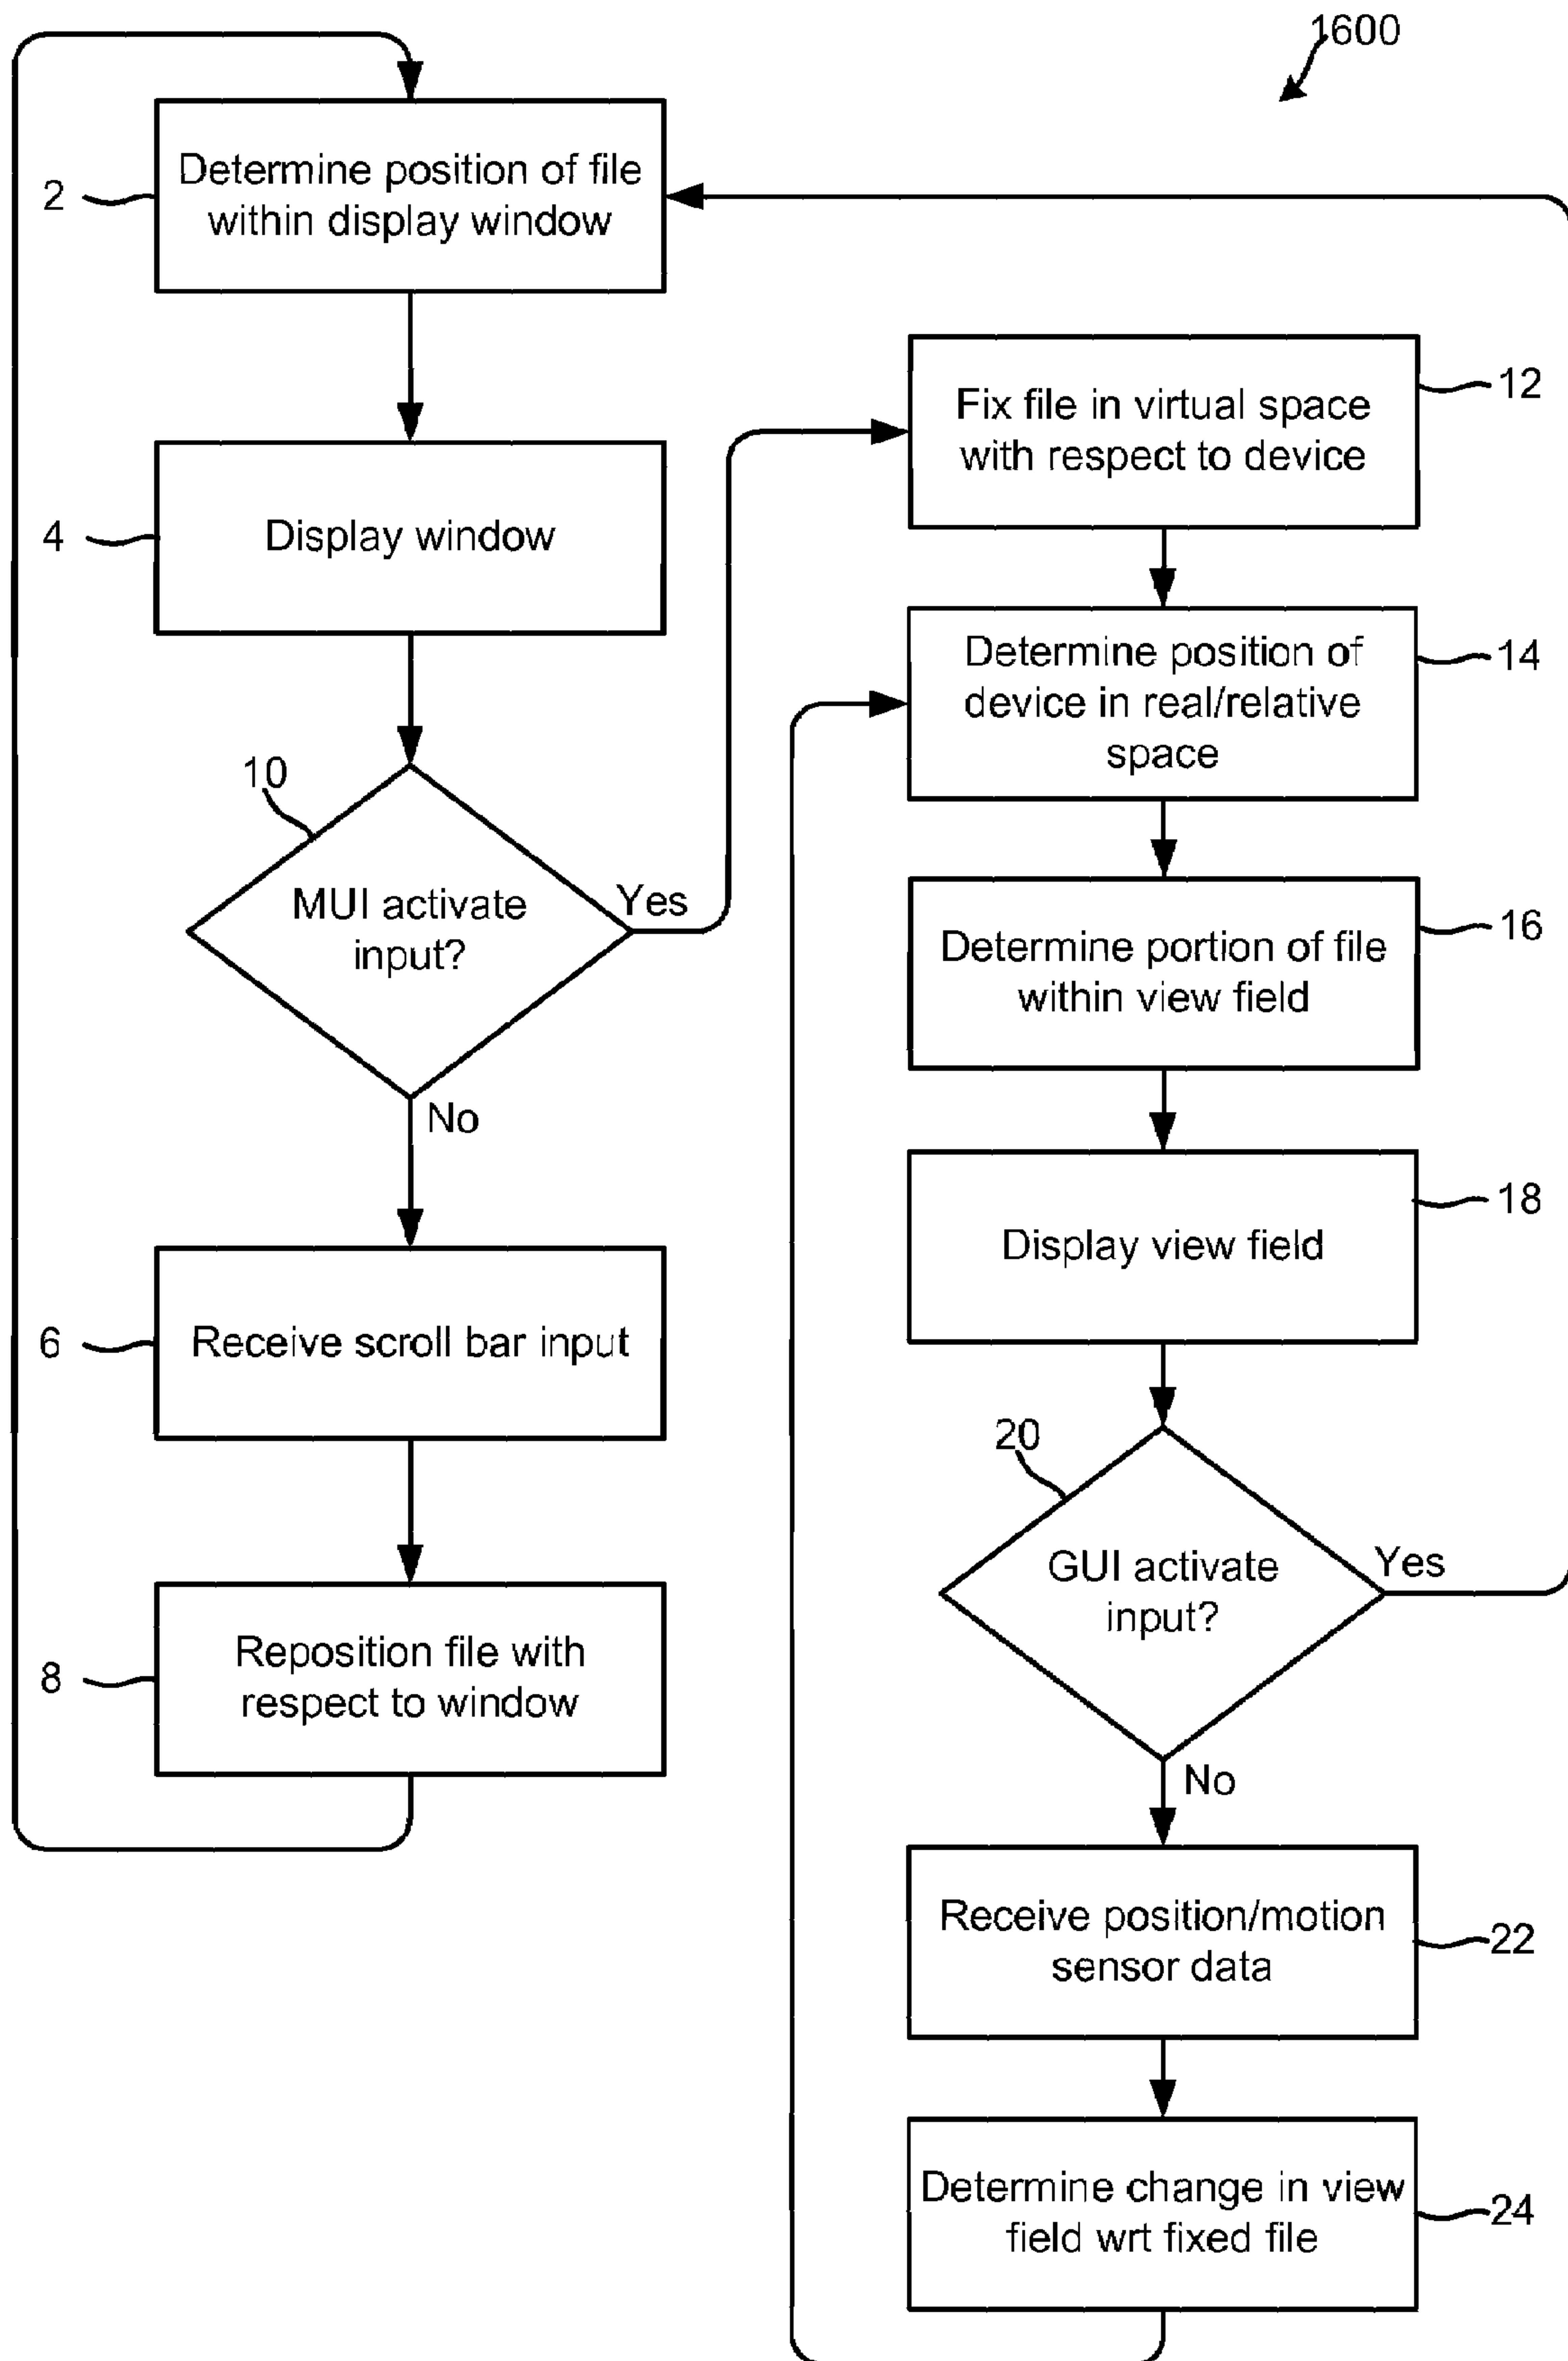 1600
2
Determine position of file
within display window
4
Display window
10
MUI activate
input?
Yes
No
6
Receive scroll bar input
8
Reposition file with
respect to window
Fix file in virtual space
with respect to device
12
Determine position of
device in real/relative
space
14
Determine portion of file
within view field
16
Display view field
18
20
GUI activate
input?
Yes
No
Receive position/motion
sensor data
22
Determine change in view
field wrt fixed file
24